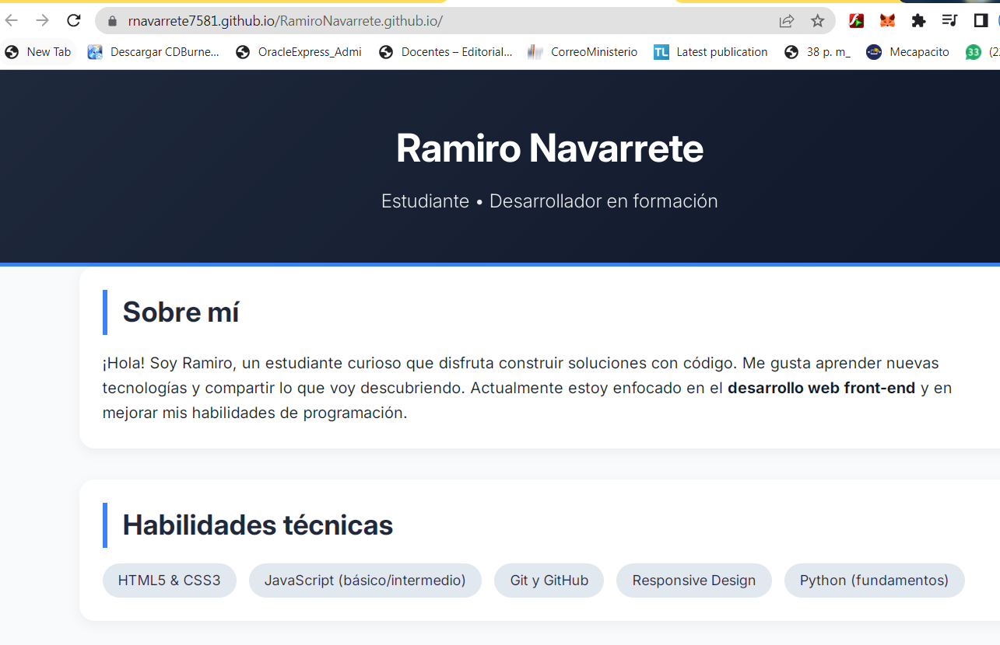 rnavarrete7581.github.io/RamiroNavarrete.github.io/
New Tab
Descargar CDBurne...
OracleExpress_Admi
Docentes – Editorial...
CorreoMinisterio
TL
Latest publication
38 p. m_
Mecapacito
33
(2
Ramiro Navarrete
Estudiante • Desarrollador en formación
Sobre mí
¡Hola! Soy Ramiro, un estudiante curioso que disfruta construir soluciones con código. Me gusta aprender nuevas
tecnologías y compartir lo que voy descubriendo. Actualmente estoy enfocado en el desarrollo web front-end y en
mejorar mis habilidades de programación.
Habilidades técnicas
HTML5 & CSS3
JavaScript (básico/intermedio)
Git y GitHub
Responsive Design
Python (fundamentos)